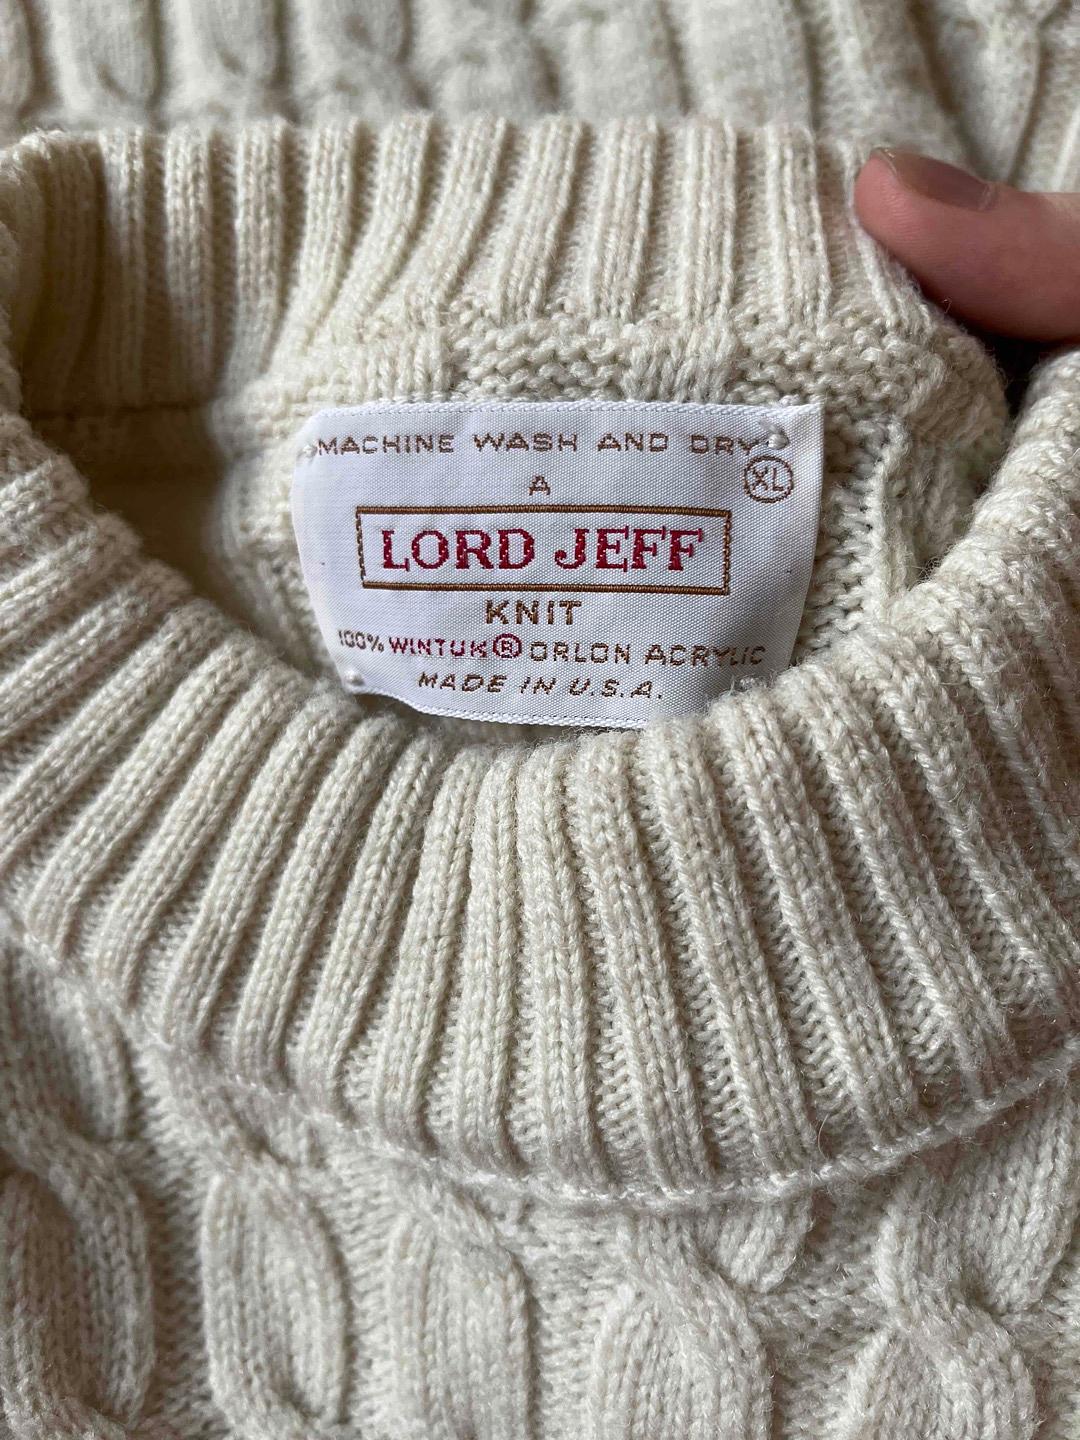 MACHINE WASH AND DRY
XL
A
LORD JEFF
KNIT
100% WINTUK® ORLON ACRYLIC
MADE IN U.S.A.